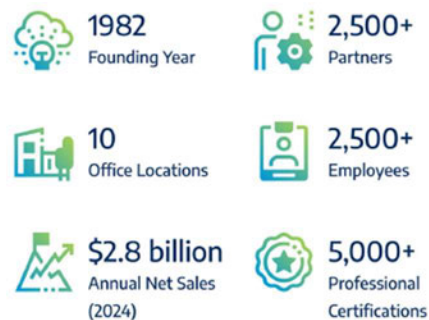 1982
Founding Year
2,500+
Partners
10
Office Locations
2,500+
Employees
$2.8 billion
Annual Net Sales
(2024)
5,000+
Professional
Certifications